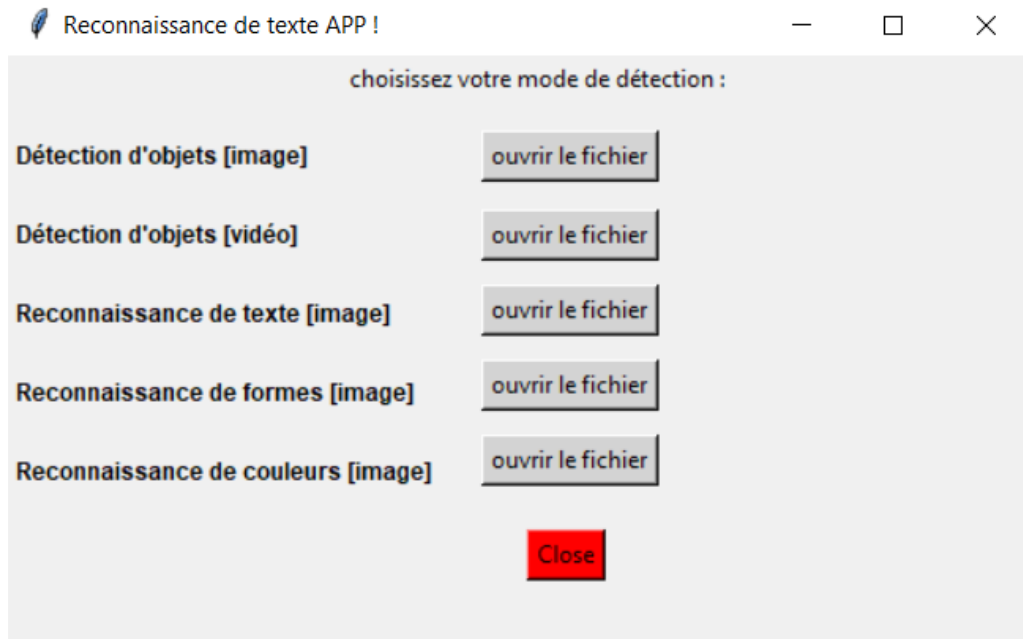 Reconnaissance de texte APP !
choisissez votre mode de détection :
Détection d'objets [image] ouvrir le fichier
Détection d'objets [vidéo] ouvrir le fichier
Reconnaissance de texte [image] ouvrir le fichier
Reconnaissance de formes [image] ouvrir le fichier
Reconnaissance de couleurs [image] ouvrir le fichier
Close